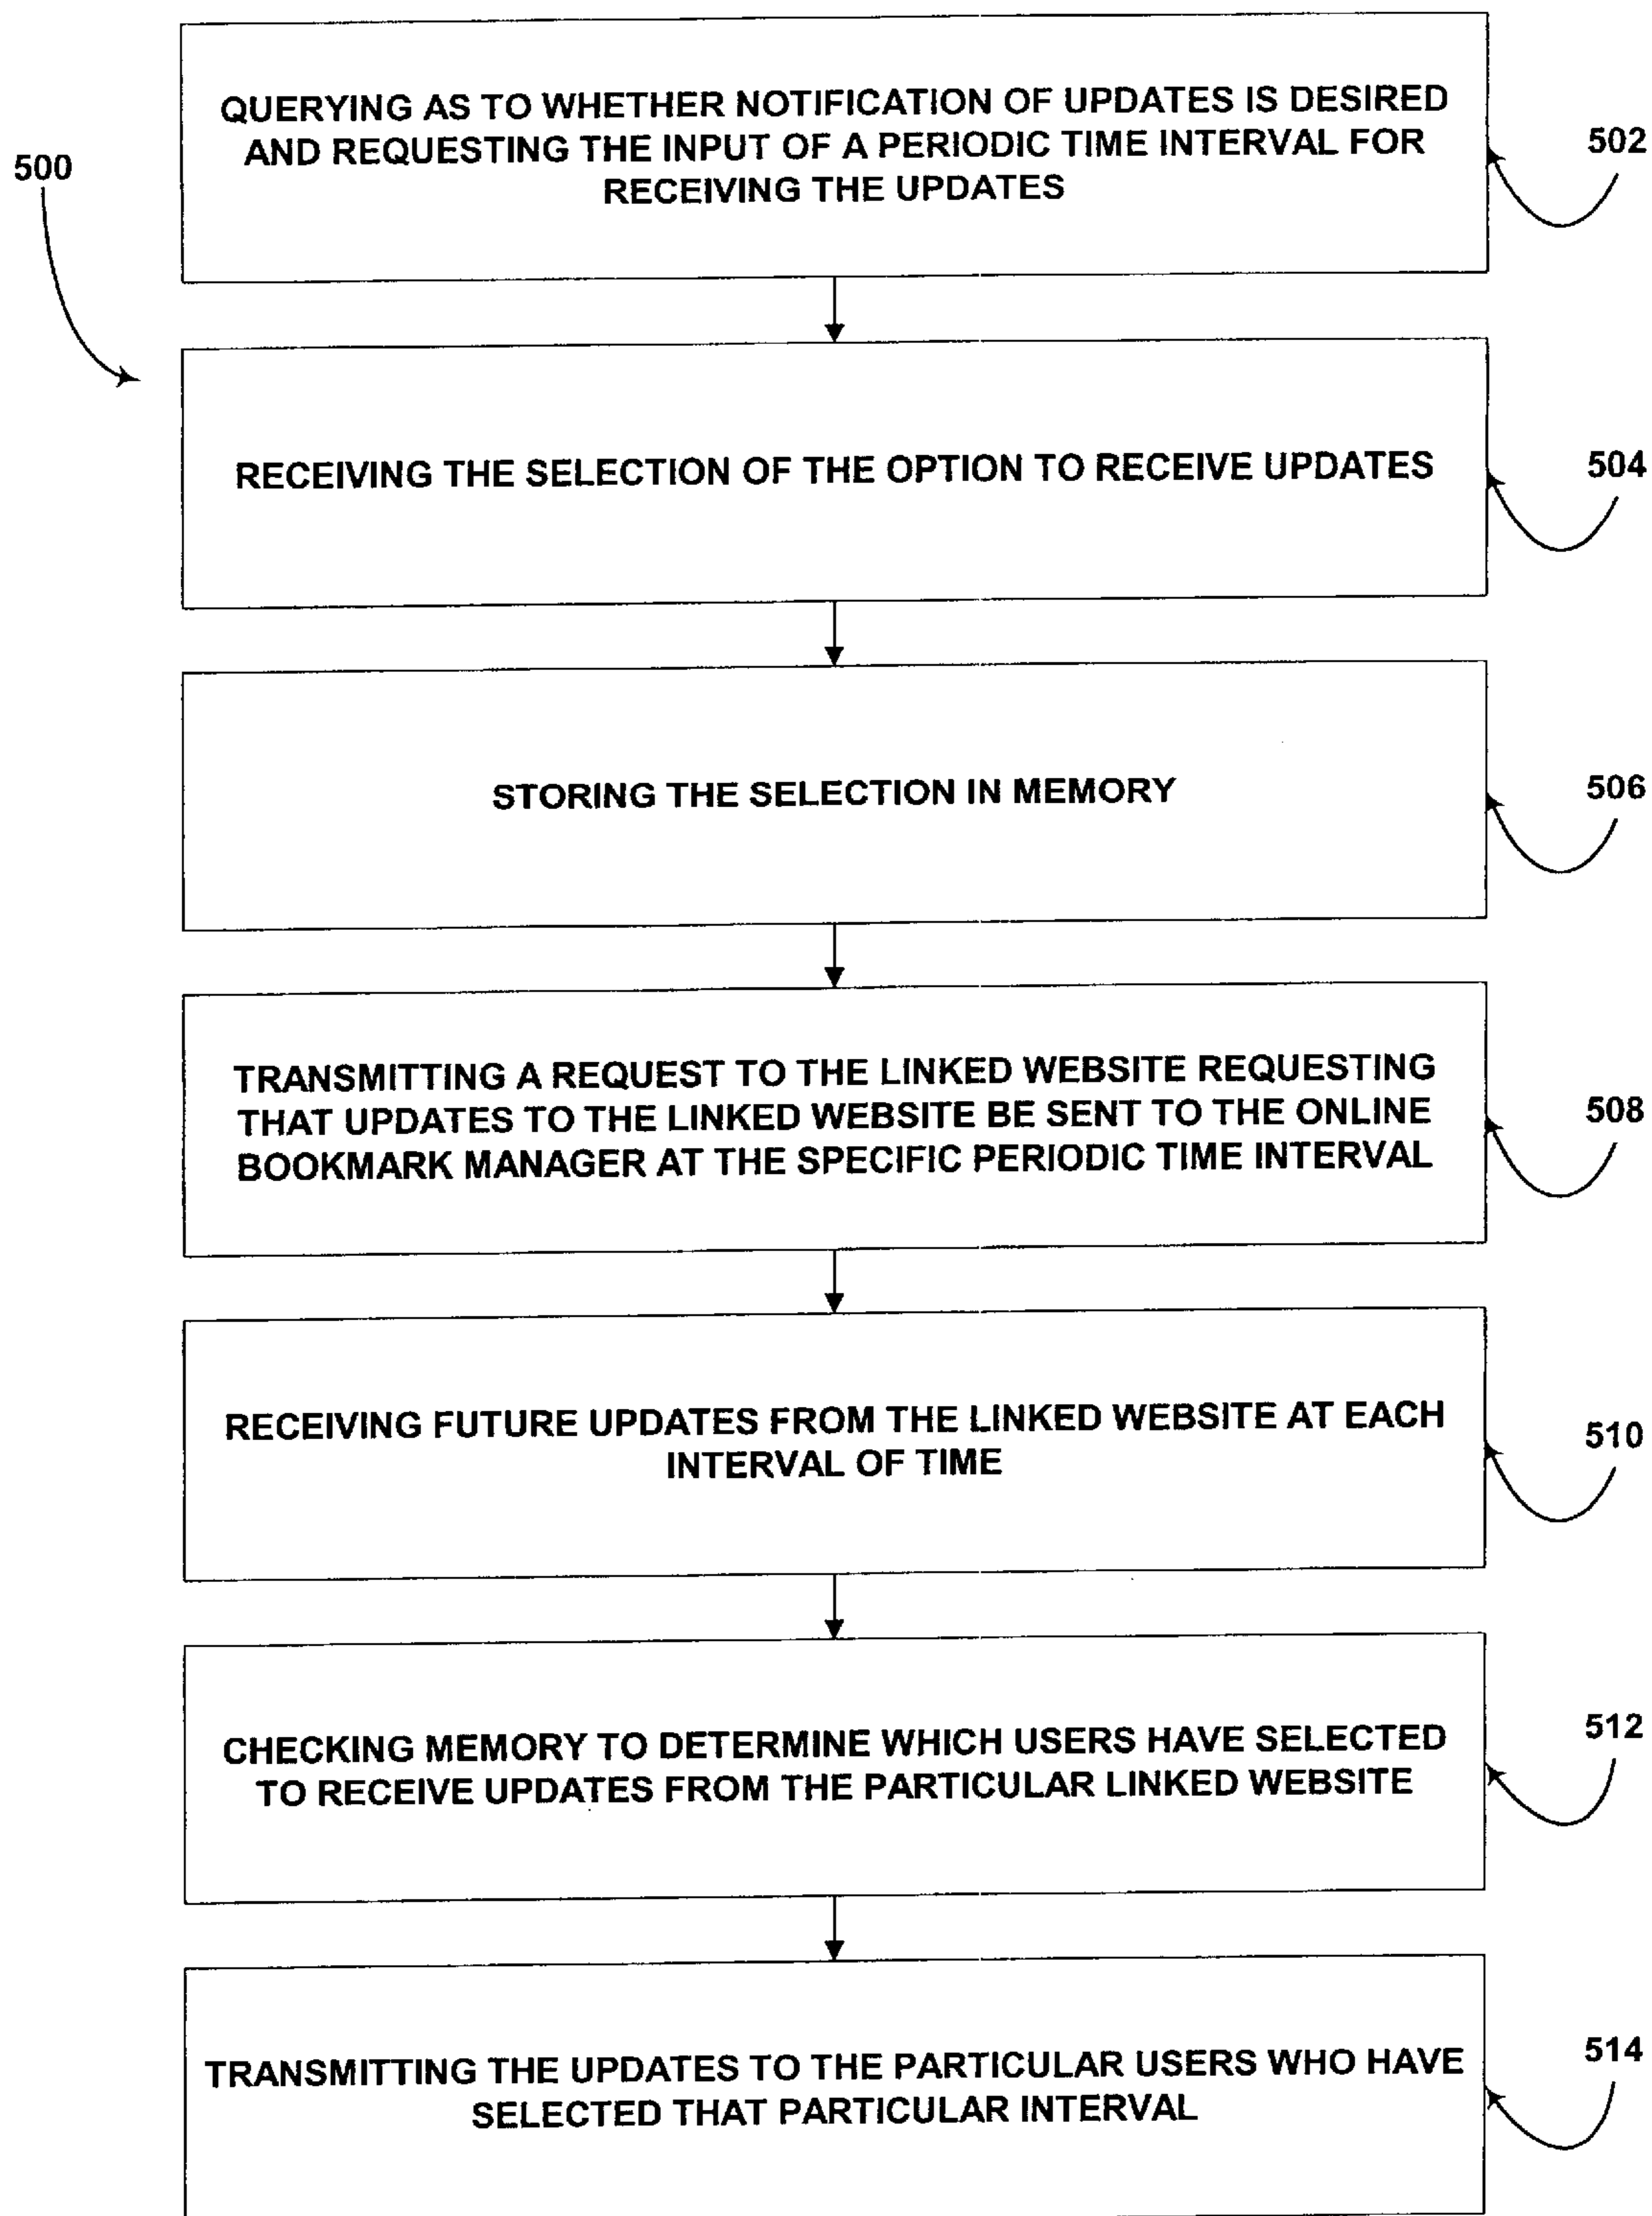 500
QUERYING AS TO WHETHER NOTIFICATION OF UPDATES IS DESIRED
AND REQUESTING THE INPUT OF A PERIODIC TIME INTERVAL FOR
RECEIVING THE UPDATES
502
RECEIVING THE SELECTION OF THE OPTION TO RECEIVE UPDATES
504
STORING THE SELECTION IN MEMORY
506
TRANSMITTING A REQUEST TO THE LINKED WEBSITE REQUESTING
THAT UPDATES TO THE LINKED WEBSITE BE SENT TO THE ONLINE
BOOKMARK MANAGER AT THE SPECIFIC PERIODIC TIME INTERVAL
508
RECEIVING FUTURE UPDATES FROM THE LINKED WEBSITE AT EACH
INTERVAL OF TIME
510
CHECKING MEMORY TO DETERMINE WHICH USERS HAVE SELECTED
TO RECEIVE UPDATES FROM THE PARTICULAR LINKED WEBSITE
512
TRANSMITTING THE UPDATES TO THE PARTICULAR USERS WHO HAVE
SELECTED THAT PARTICULAR INTERVAL
514